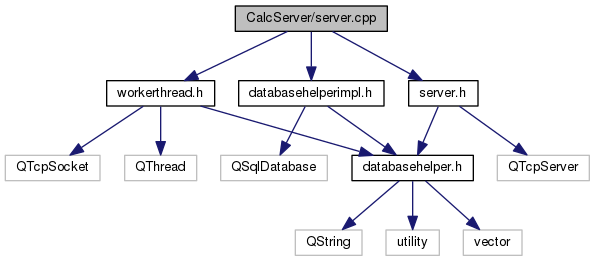 CalcServer/server.cpp
workerthread.h
databasehelperimpl.h
server.h
QTcpSocket
QThread
QSqlDatabase
databasehelper.h
QTcpServer
QString
utility
vector